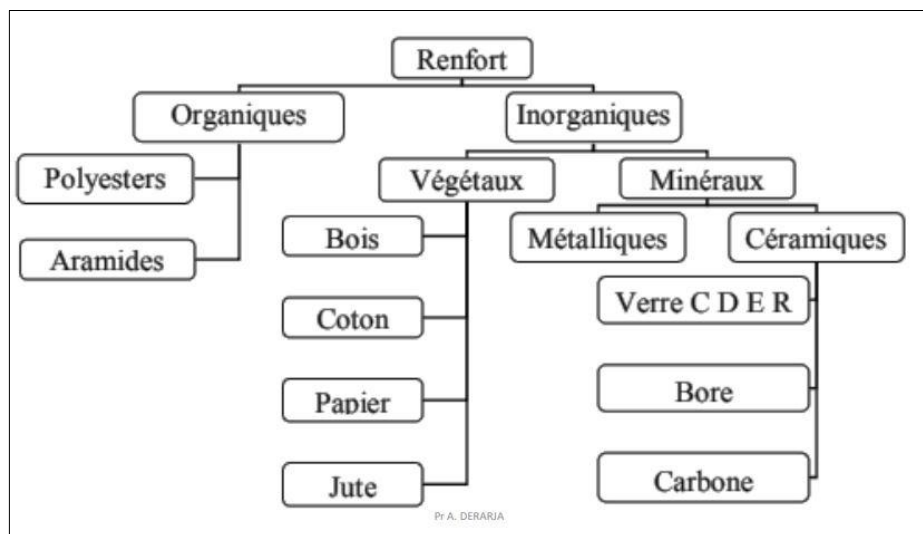 Renfort
Organiques
Inorganiques
Polyesters
Végétaux
Minéraux
Bois
Métalliques
Céramiques
Aramides
Verre C D E R
Coton
Bore
Papier
Carbone
Jute
Pr A. DERARJA